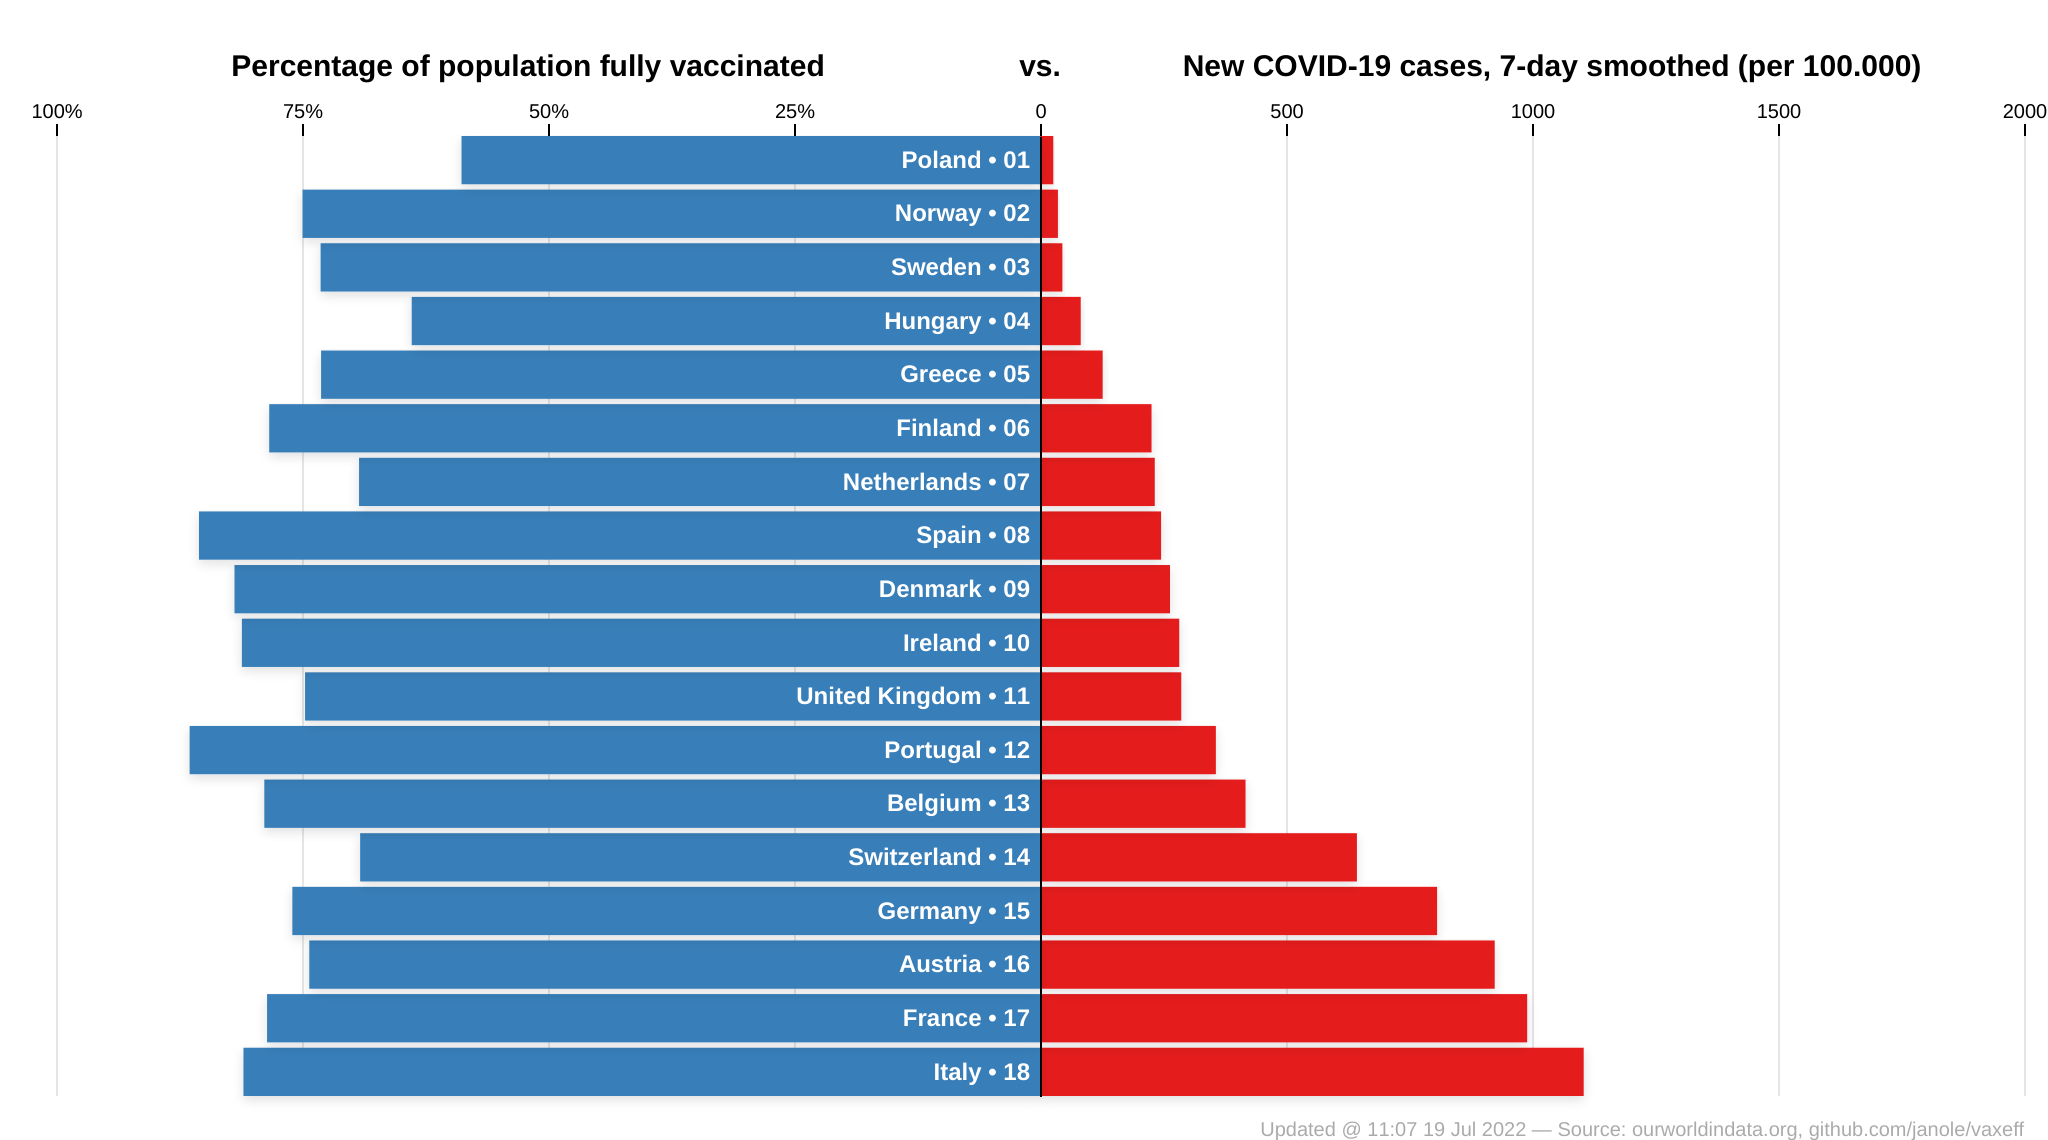 Percentage of population fully vaccinated vs. New COVID-19 cases, 7-day smoothed (per 100.000)
100% 75% 50% 25% 0 500 1000 1500 2000
Poland • 01
Norway • 02
Sweden • 03
Hungary • 04
Greece • 05
Finland • 06
Netherlands • 07
Spain • 08
Denmark • 09
Ireland • 10
United Kingdom • 11
Portugal • 12
Belgium • 13
Switzerland • 14
Germany • 15
Austria • 16
France • 17
Italy • 18
Updated @ 11:07 19 Jul 2022 — Source: ourworldindata.org, github.com/janole/vaxeff